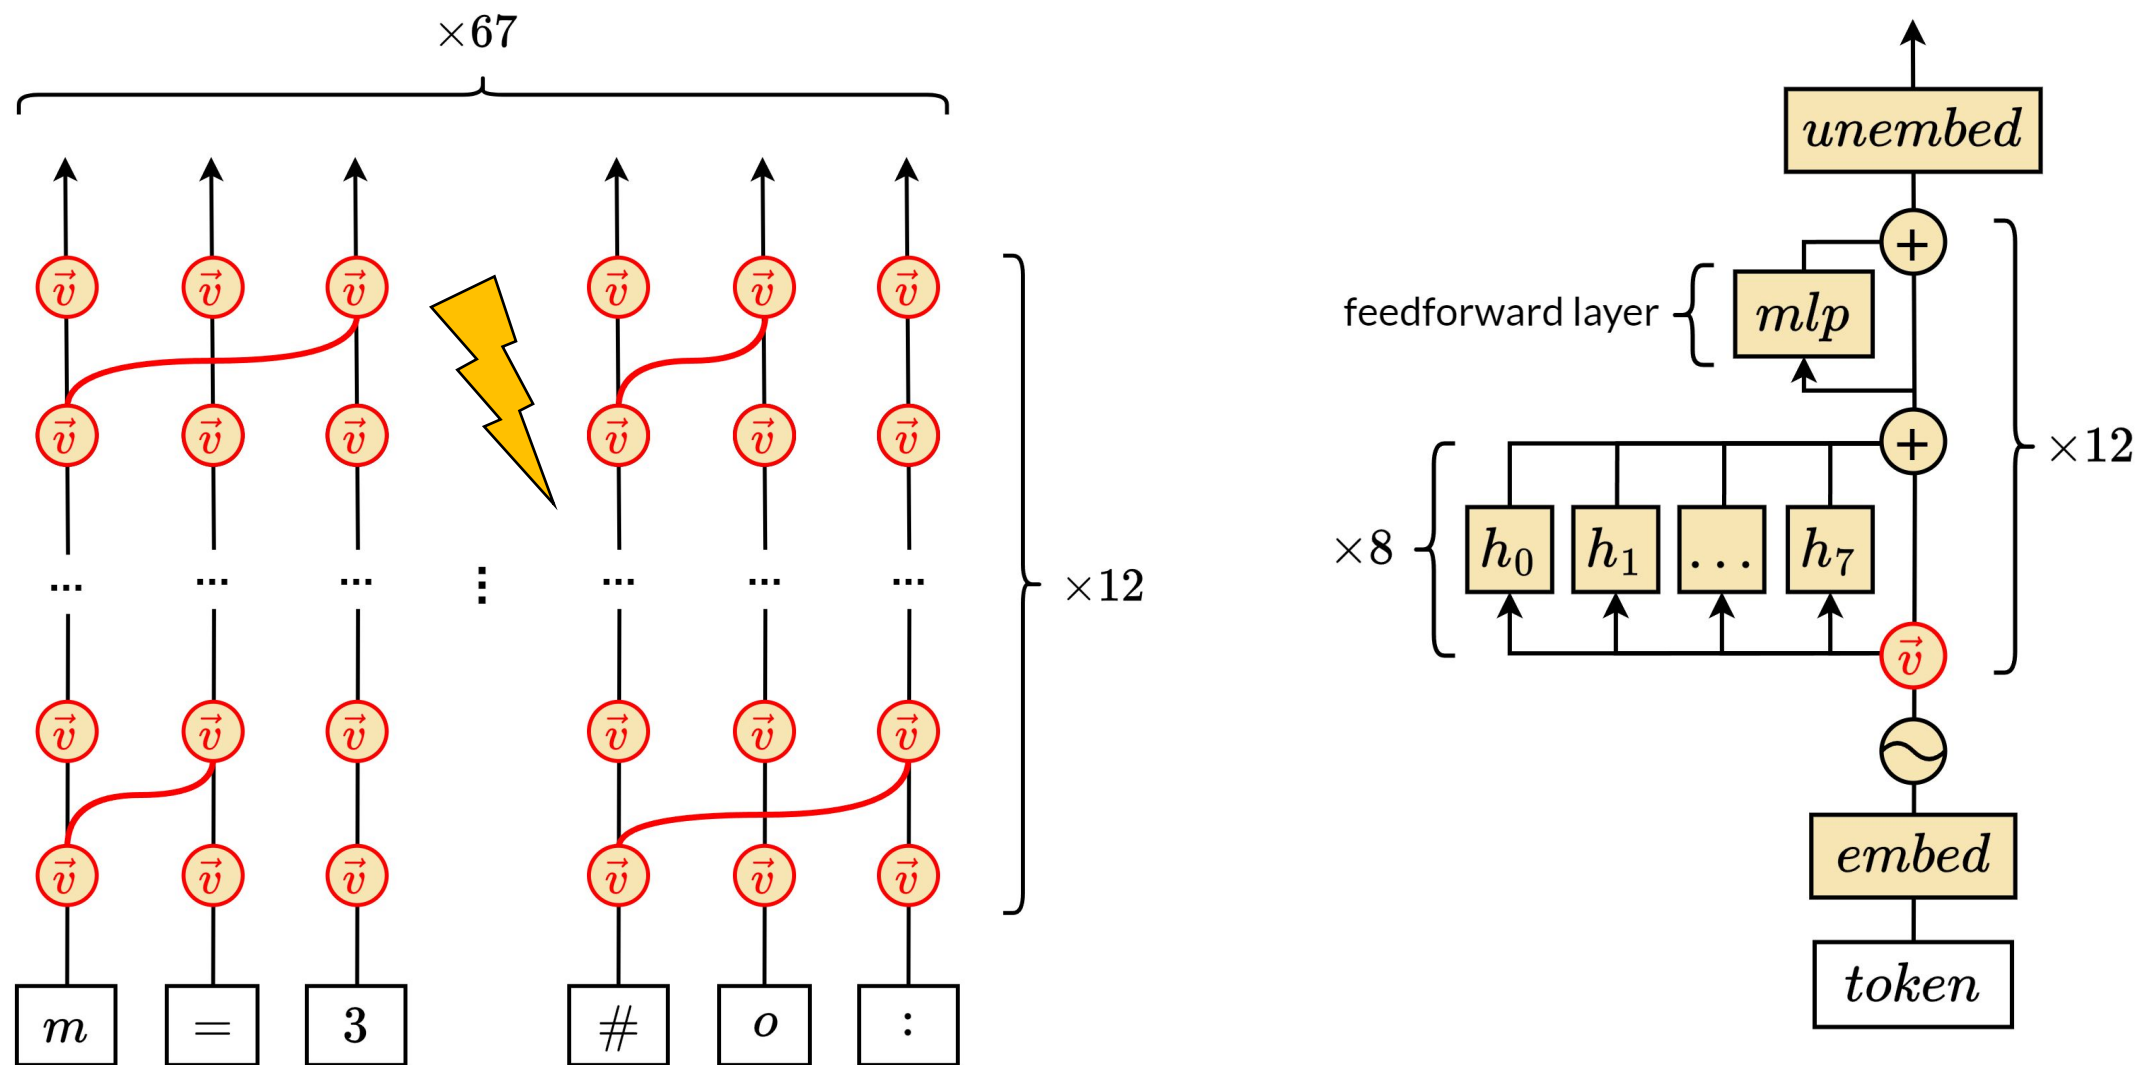 ×67
v⃗ v⃗ v⃗ v⃗ v⃗ v⃗
v⃗ v⃗ v⃗ v⃗ v⃗ v⃗
... ... ... ⋮ ... ... ...
×12
v⃗ v⃗ v⃗ v⃗ v⃗ v⃗
v⃗ v⃗ v⃗ v⃗ v⃗ v⃗
m = 3 # o :
unembed
+
feedforward layer
mlp
+
×12
×8
h₀ h₁ ... h₇
v⃗
embed
token